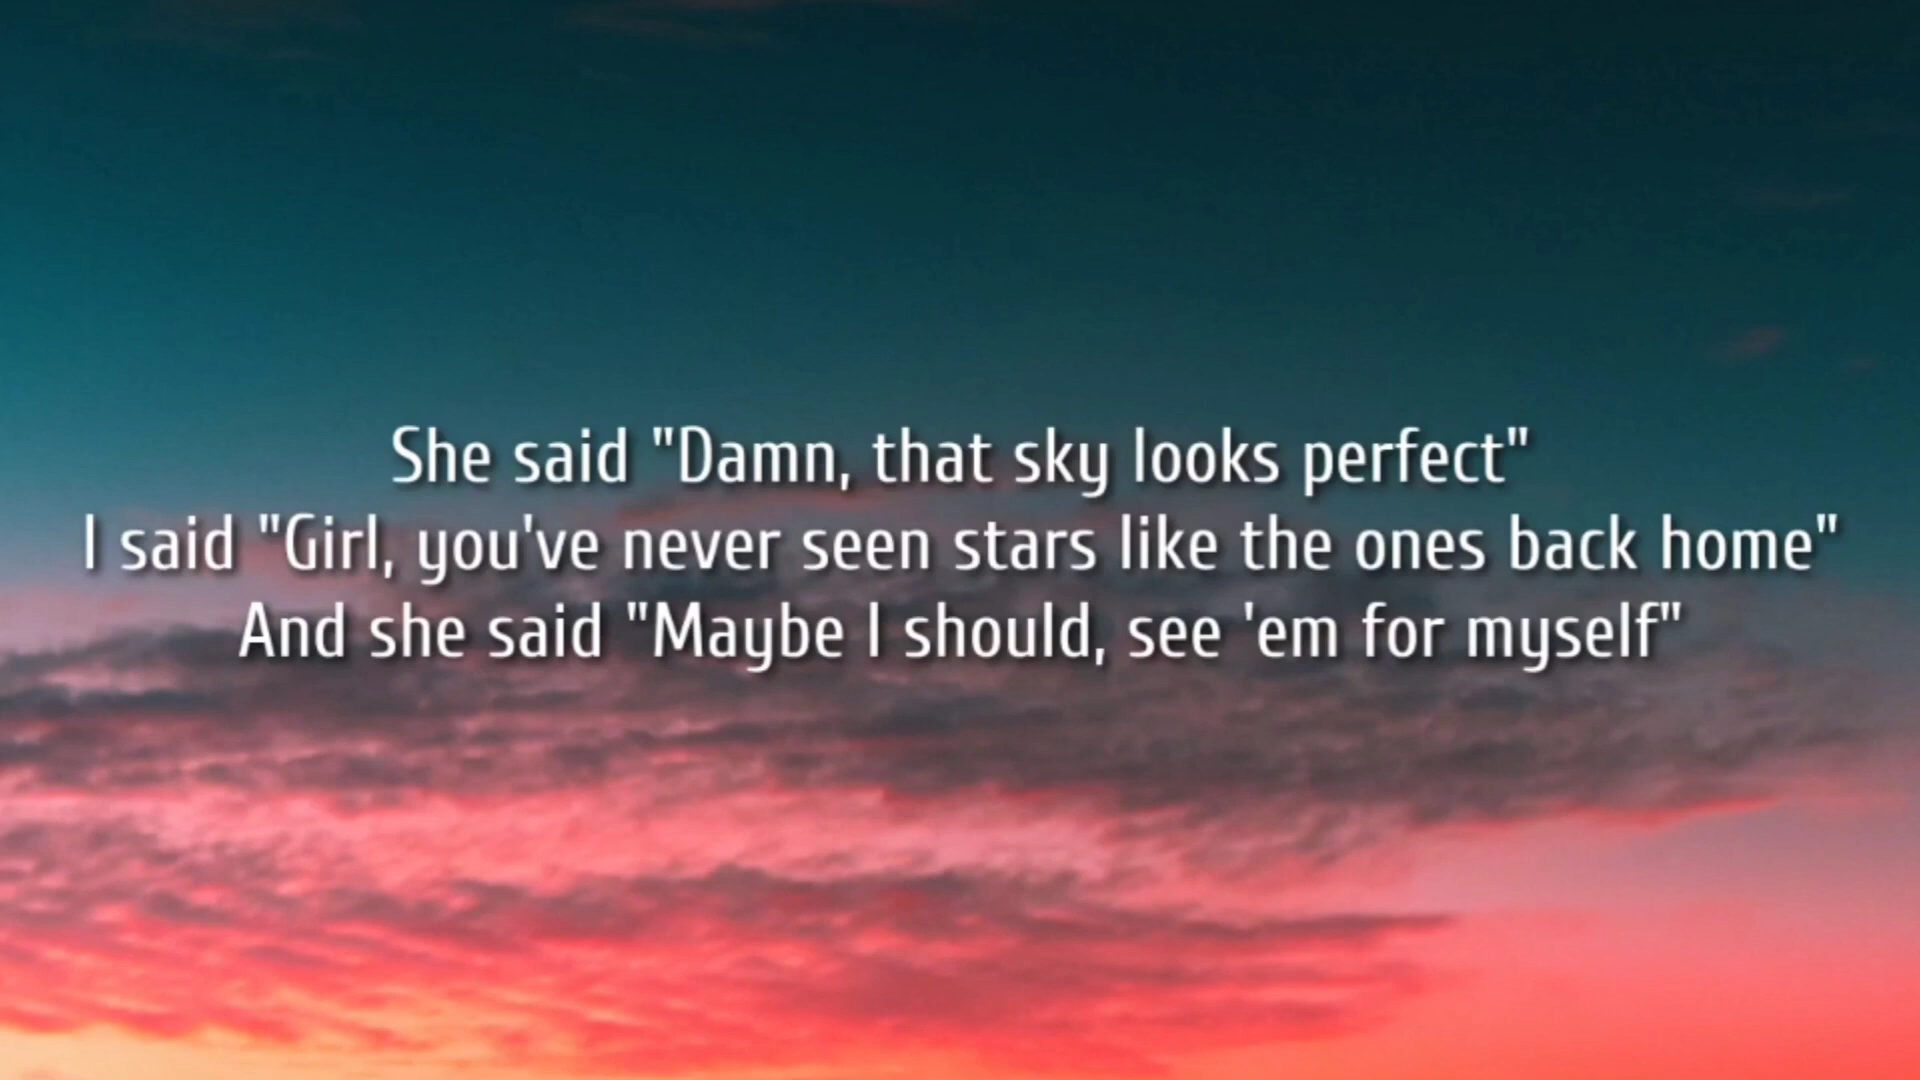 She said "Damn, that sky looks perfect"
I said "Girl, you've never seen stars like the ones back home"
And she said "Maybe I should, see 'em for myself"